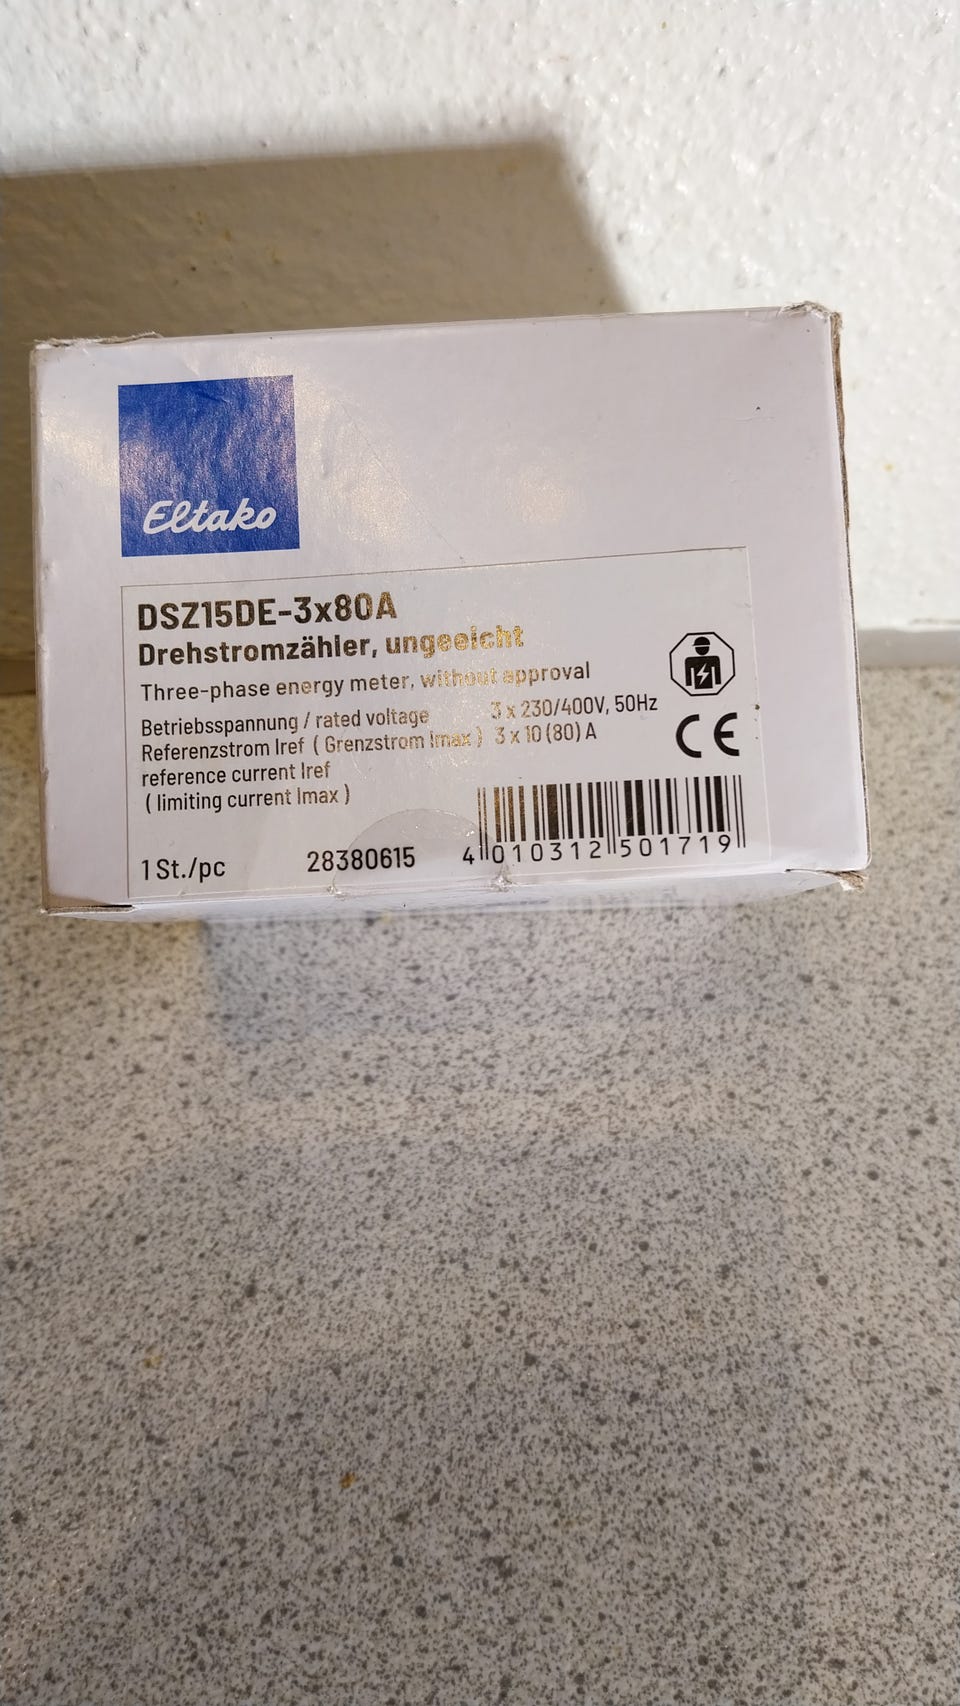 Eltako
DSZ15DE-3x80A
Drehstromzähler, ungeeicht
Three-phase energy meter, without approval
Betriebsspannung / rated voltage 3 x 230/400V, 50Hz
Referenzstrom Iref ( Grenzstrom Imax ) 3 x 10 (80) A
reference current Iref
( limiting current Imax )
CE
1 St./pc 28380615 4 010312 501719